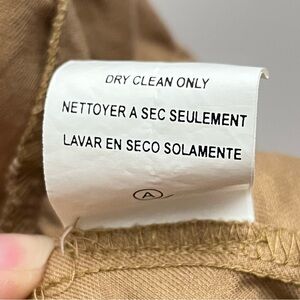 DRY CLEAN ONLY
NETTOYER A SEC SEULEMENT
LAVAR EN SECO SOLAMENTE
A